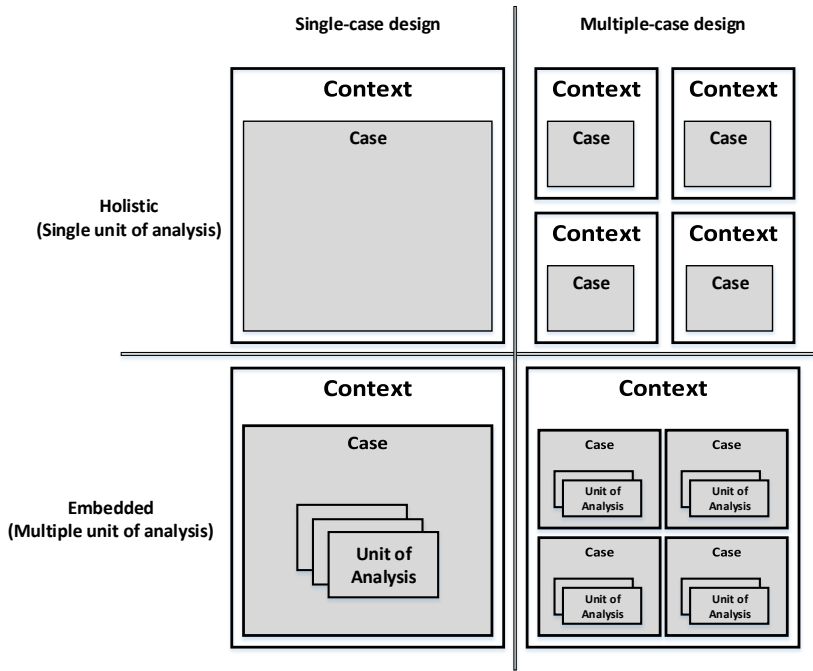 Single-case design
Multiple-case design
Context
Case
Context
Context
Case
Case
Holistic
(Single unit of analysis)
Context
Context
Case
Case
Context
Case
Unit of
Analysis
Embedded
(Multiple unit of analysis)
Context
Case
Case
Unit of
Analysis
Unit of
Analysis
Case
Case
Unit of
Analysis
Unit of
Analysis